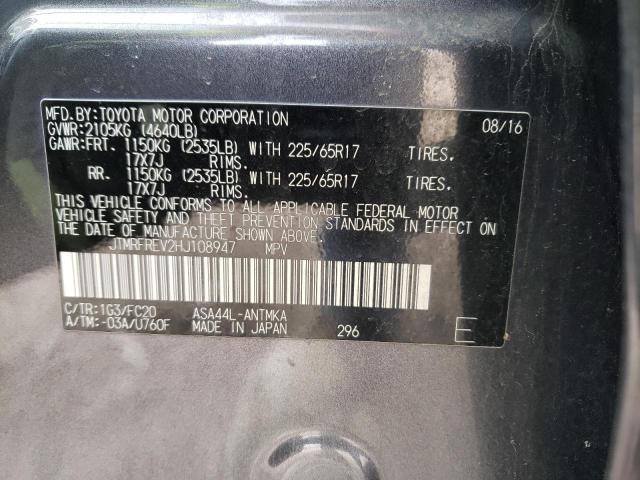 MFD.BY:TOYOTA MOTOR CORPORATION 08/16
GVWR:2105KG (4640LB)
GAWR:FRT. 1150KG (2535LB) WITH 225/65R17 TIRES.
17X7J RIMS.
RR. 1150KG (2535LB) WITH 225/65R17 TIRES.
17X7J RIMS.
THIS VEHICLE CONFORMS TO ALL APPLICABLE FEDERAL MOTOR
VEHICLE SAFETY AND THEFT PREVENTION STANDARDS IN EFFECT ON
THE DATE OF MANUFACTURE SHOWN ABOVE.
JTMRFREV2HJ108947 MPV
C/TR:1G3/FC20 ASA44L-ANTMKA
A/TM:-03A/U760F MADE IN JAPAN 296 E